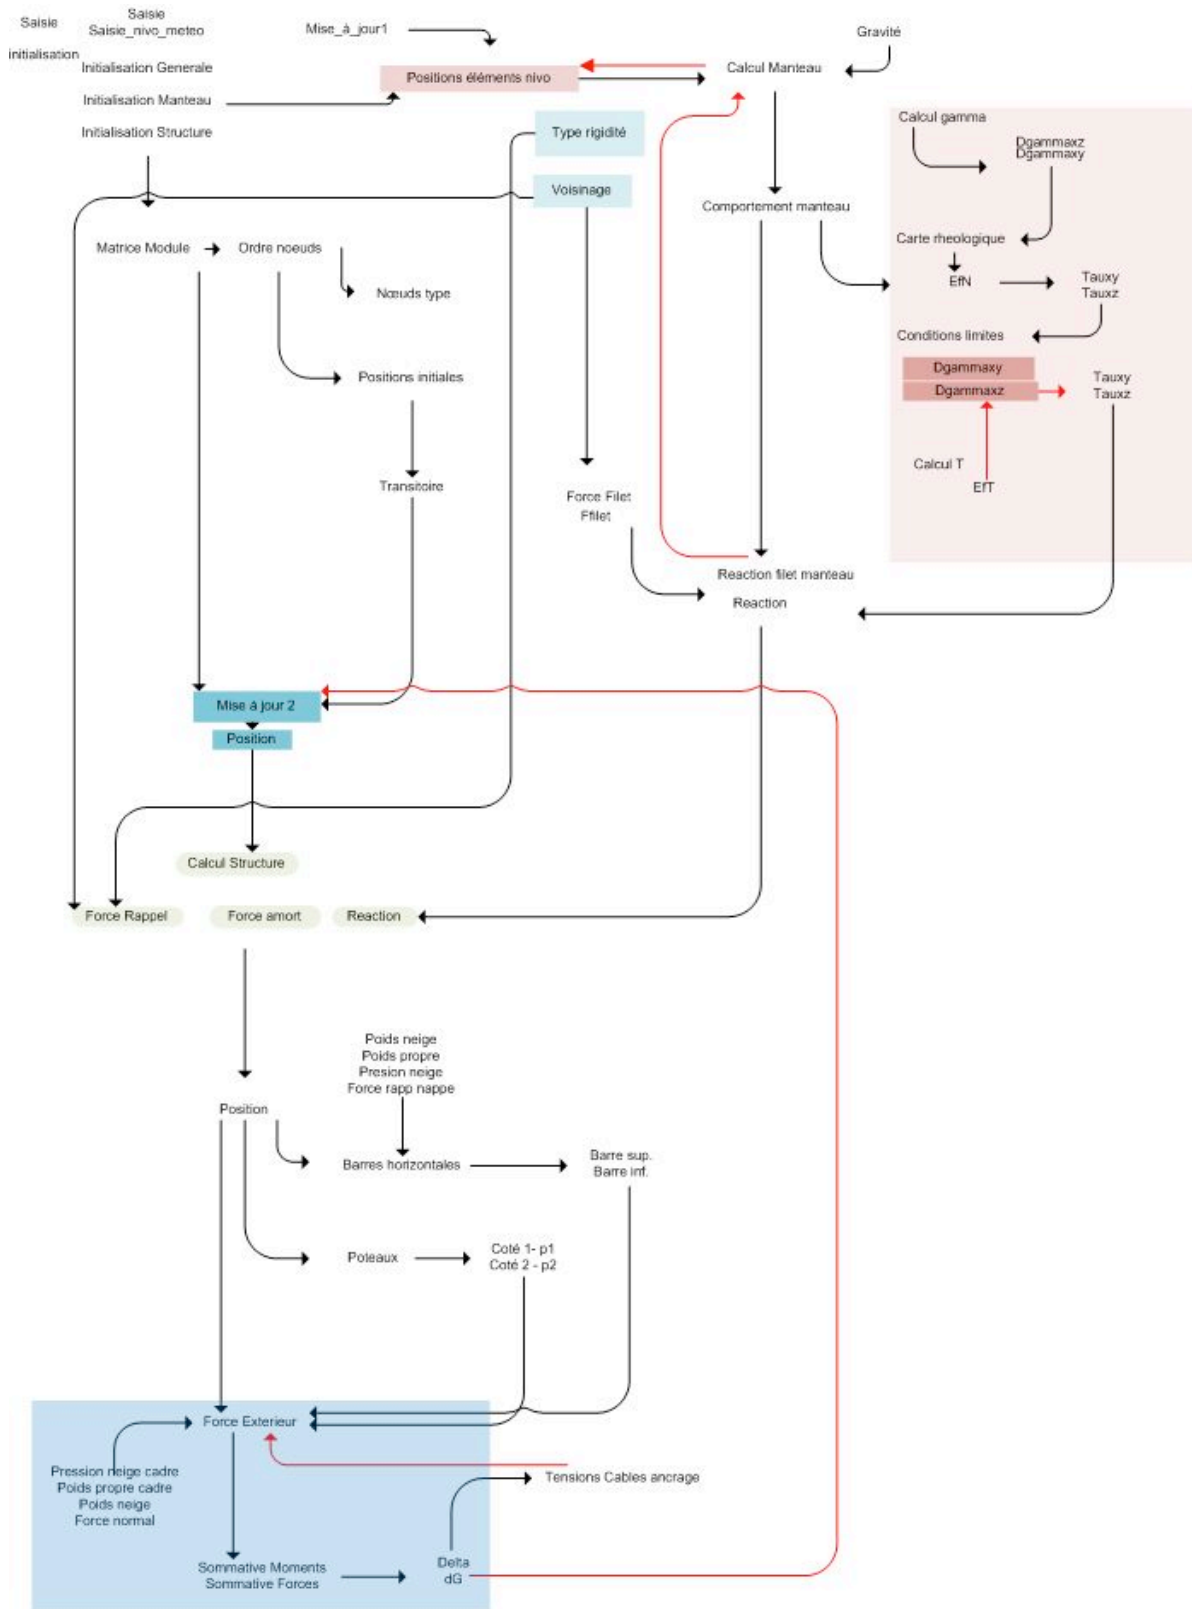 Saisie
Saisie
Saisie_nivo_meteo
initialisation
Initialisation Generale
Initialisation Manteau
Initialisation Structure
Mise_à_jour1
Positions éléments nivo
Calcul Manteau
Gravité
Type rigidité
Voisinage
Calcul gamma
Dgammaxz
Dgammaxy
Comportement manteau
Carte rheologique
EfN
Tauxy
Tauxz
Conditions limites
Dgammaxy
Dgammaxz
Tauxy
Tauxz
Calcul T
EfT
Matrice Module
Ordre noeuds
Nœuds type
Positions initiales
Transitoire
Force Filet
Ffilet
Reaction filet manteau
Reaction
Mise à jour 2
Position
Calcul Structure
Force Rappel
Force amort
Reaction
Poids neige
Poids propre
Presion neige
Force rapp nappe
Position
Barres horizontales
Barre sup.
Barre inf.
Poteaux
Coté 1- p1
Coté 2 - p2
Force Exterieur
Pression neige cadre
Poids propre cadre
Poids neige
Force normal
Tensions Cables ancrage
Sommative Moments
Sommative Forces
Delta
dG